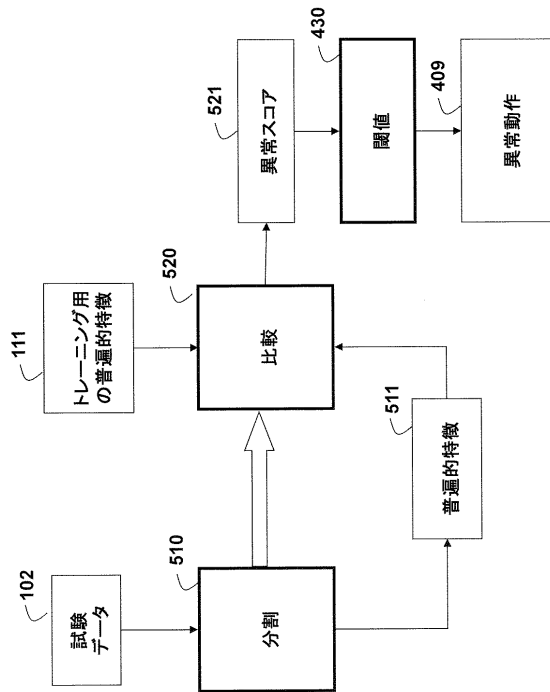 102
試験
データ
510
分割
511
普遍的特徴
111
トレーニング用
の普遍的特徴
520
比較
521
異常スコア
430
閾値
409
異常動作